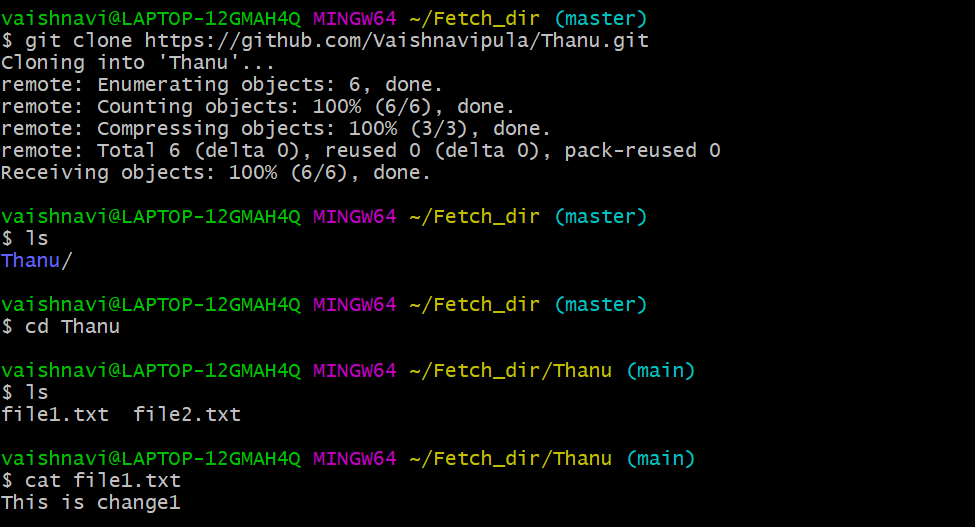 vaishnavi@LAPTOP-12GMAH4Q MINGW64 ~/Fetch_dir (master)
$ git clone https://github.com/Vaishnavipula/Thanu.git
Cloning into 'Thanu'...
remote: Enumerating objects: 6, done.
remote: Counting objects: 100% (6/6), done.
remote: Compressing objects: 100% (3/3), done.
remote: Total 6 (delta 0), reused 0 (delta 0), pack-reused 0
Receiving objects: 100% (6/6), done.
vaishnavi@LAPTOP-12GMAH4Q MINGW64 ~/Fetch_dir (master)
$ ls
Thanu/
vaishnavi@LAPTOP-12GMAH4Q MINGW64 ~/Fetch_dir (master)
$ cd Thanu
vaishnavi@LAPTOP-12GMAH4Q MINGW64 ~/Fetch_dir/Thanu (main)
$ ls
file1.txt  file2.txt
vaishnavi@LAPTOP-12GMAH4Q MINGW64 ~/Fetch_dir/Thanu (main)
$ cat file1.txt
This is change1